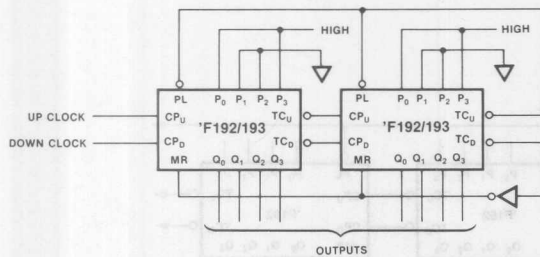 HIGH HIGH
PL P0 P1 P2 P3 PL P0 P1 P2 P3
UP CLOCK CPU TCU CPU TCU
'F192/193 'F192/193
DOWN CLOCK CPD TCD CPD TCD
MR Q0 Q1 Q2 Q3 MR Q0 Q1 Q2 Q3
OUTPUTS